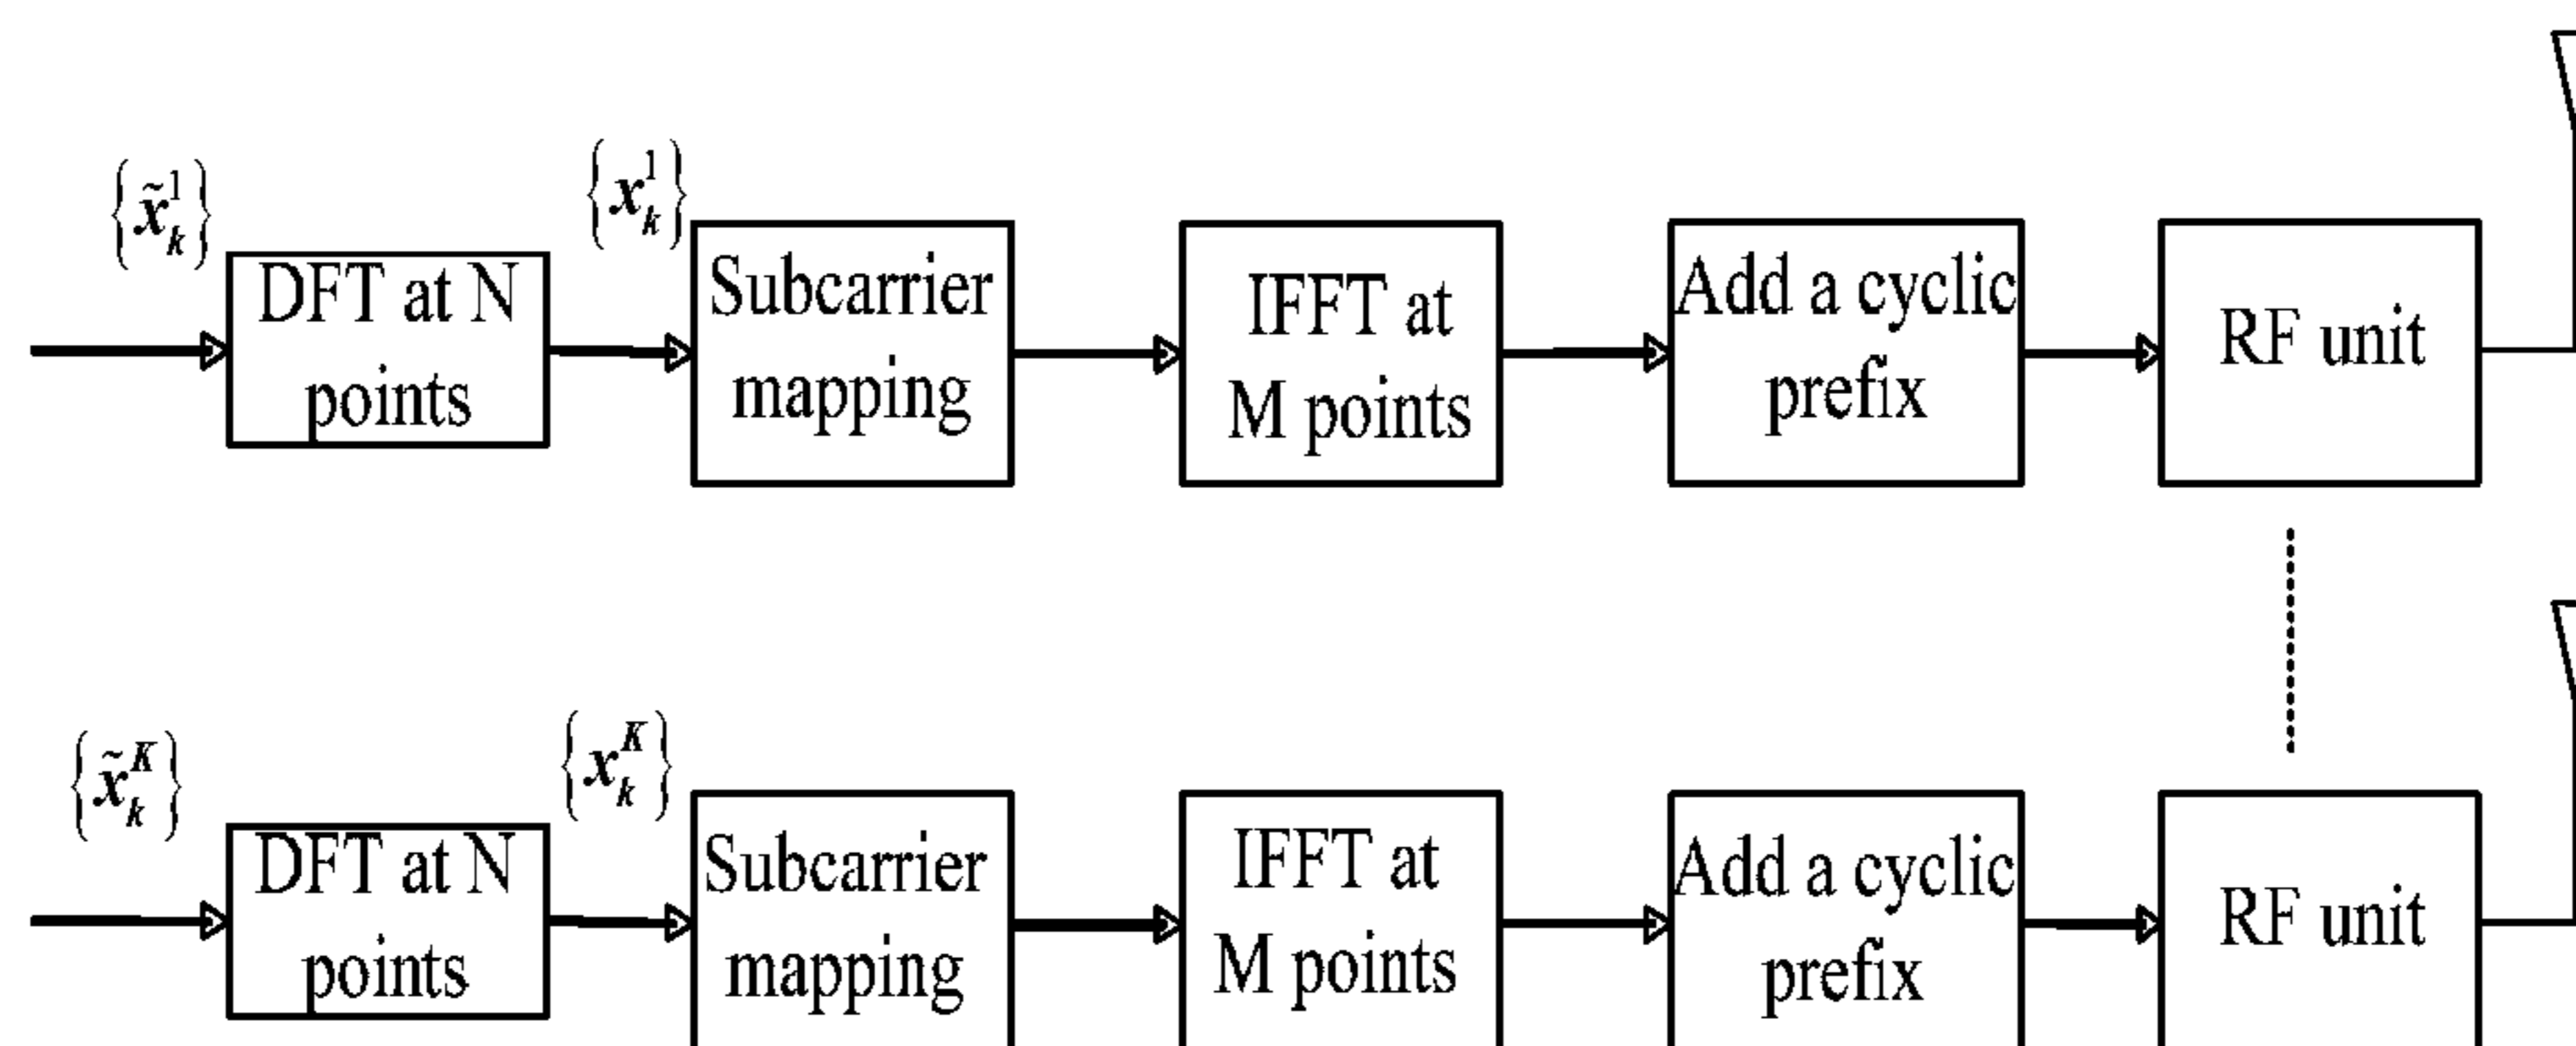 {x̃_k^1}
{x_k^1}
DFT at N
points
Subcarrier
mapping
IFFT at
M points
Add a cyclic
prefix
RF unit
{x̃_k^K}
{x_k^K}
DFT at N
points
Subcarrier
mapping
IFFT at
M points
Add a cyclic
prefix
RF unit